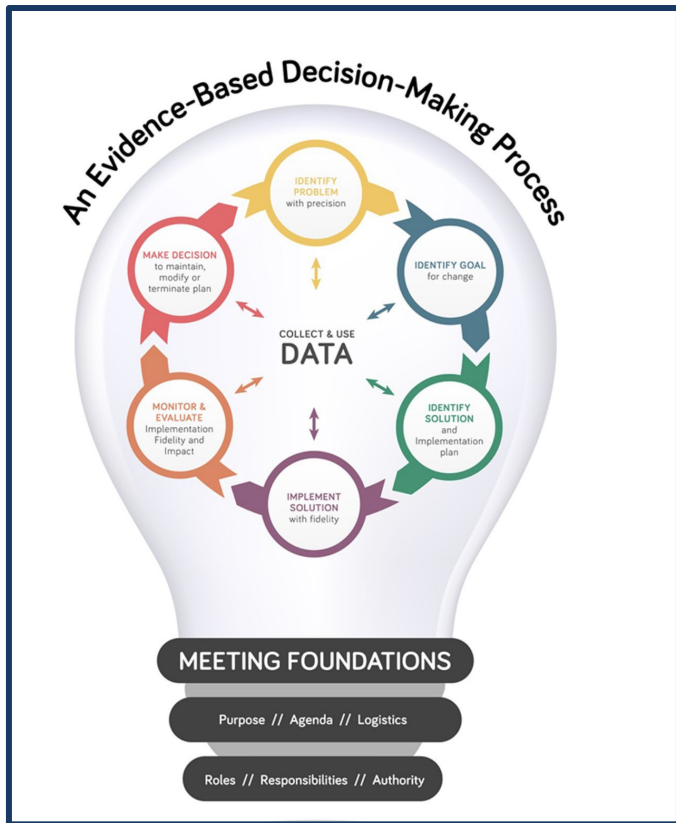 An Evidence-Based Decision-Making Process
IDENTIFY
PROBLEM
with precision
IDENTIFY GOAL
for change
IDENTIFY
SOLUTION
and
Implementation
plan
IMPLEMENT
SOLUTION
with fidelity
MONITOR &
EVALUATE
Implementation
Fidelity and
Impact
MAKE DECISION
to maintain,
modify or
terminate plan
COLLECT & USE
DATA
MEETING FOUNDATIONS
Purpose // Agenda // Logistics
Roles // Responsibilities // Authority